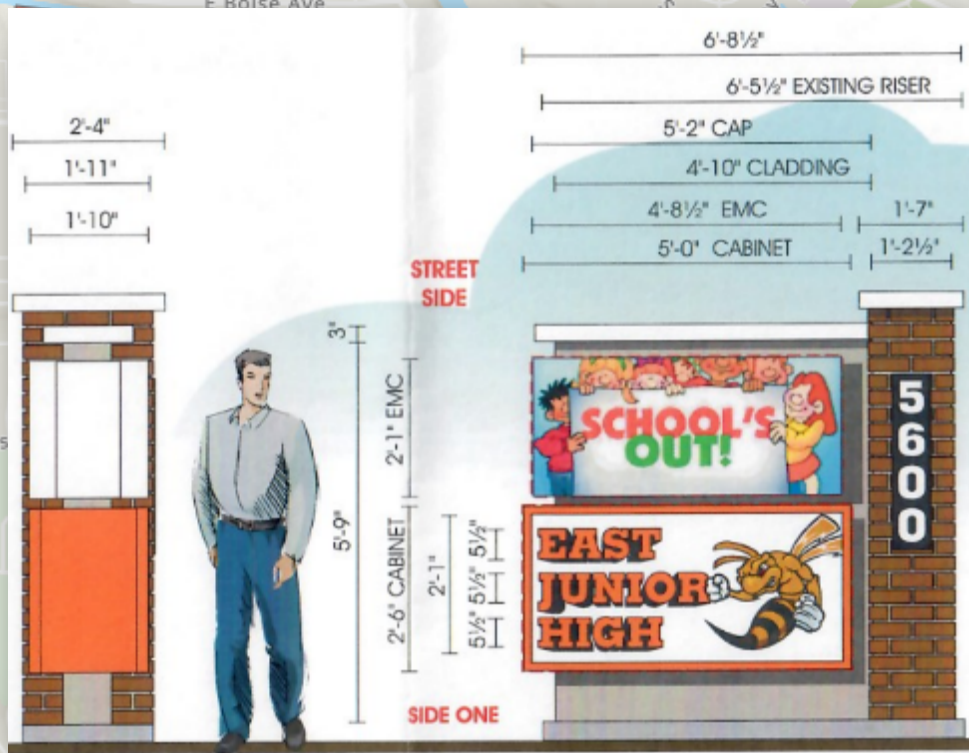 E Boise Ave
6'-8½"
6'-5½" EXISTING RISER
2'-4"
5'-2" CAP
1'-11"
4'-10" CLADDING
1'-10"
4'-8½" EMC
1'-7"
5'-0" CABINET
1'-2½"
STREET
SIDE
3"
2'-1" EMC
5'-9"
2'-6" CABINET
2'-1"
5½"
5½"
5½"
SCHOOL'S
OUT!
EAST
JUNIOR
HIGH
5
6
0
0
SIDE ONE